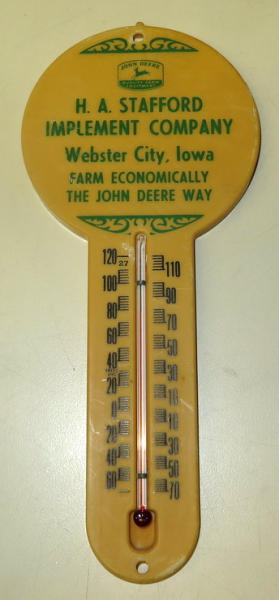 JOHN DEERE
QUALITY FARM
EQUIPMENT
H. A. STAFFORD
IMPLEMENT COMPANY
Webster City, Iowa
FARM ECONOMICALLY
THE JOHN DEERE WAY
120 27 110
100 90
80 70
60 50
40 30
20 10
0 10
20 30
40 50
60 70